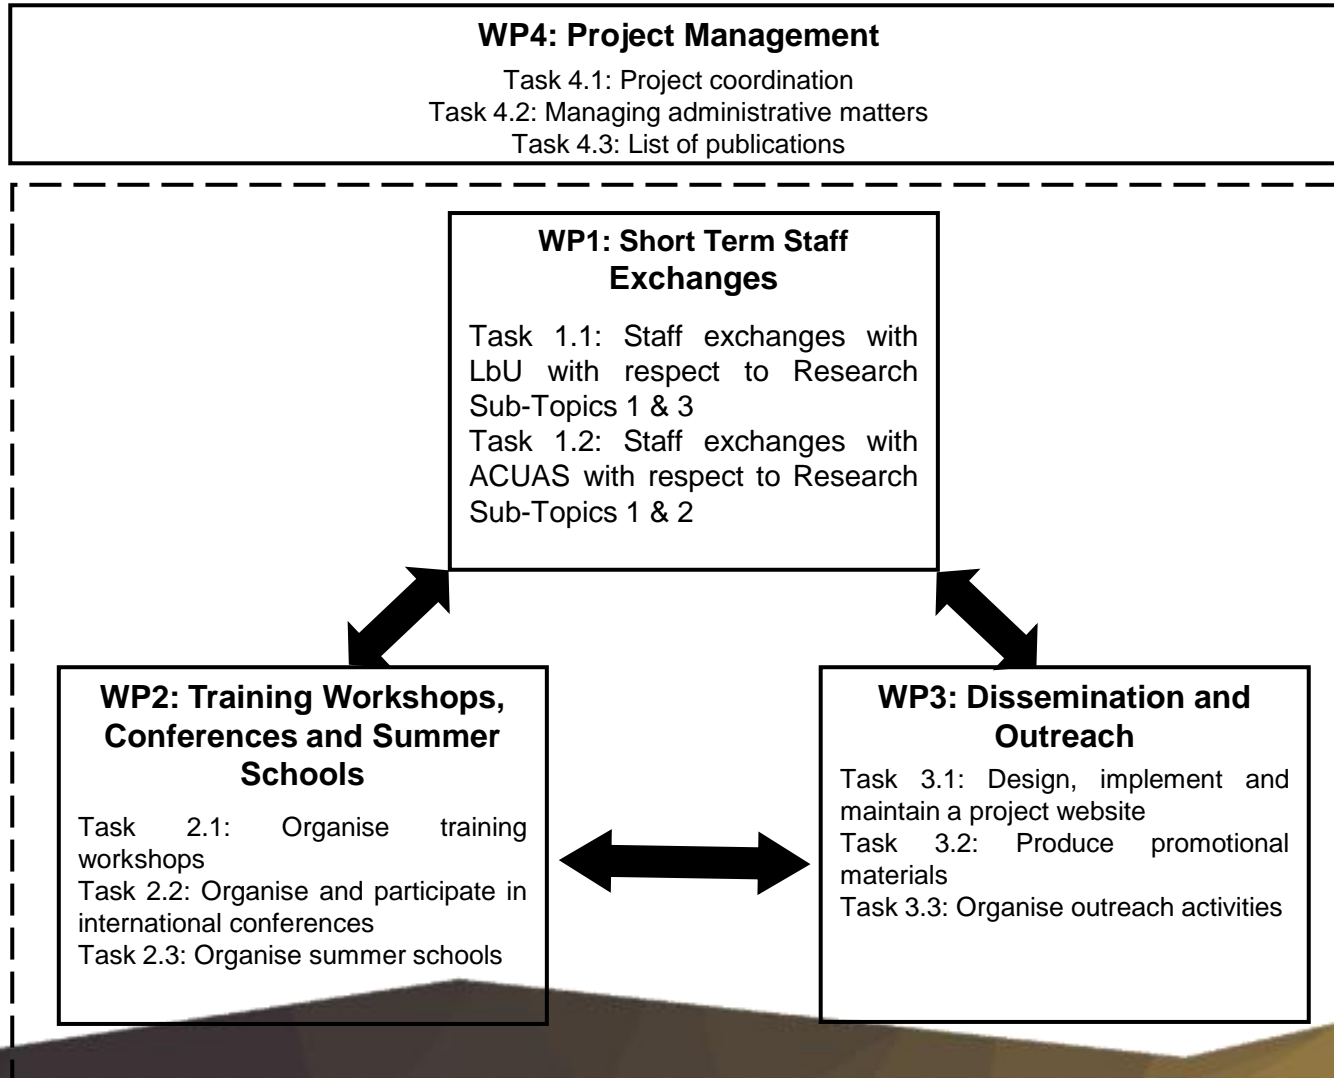 WP4: Project Management
Task 4.1: Project coordination
Task 4.2: Managing administrative matters
Task 4.3: List of publications
WP1: Short Term Staff
Exchanges
Task 1.1: Staff exchanges with
LbU with respect to Research
Sub-Topics 1 & 3
Task 1.2: Staff exchanges with
ACUAS with respect to Research
Sub-Topics 1 & 2
WP2: Training Workshops,
Conferences and Summer
Schools
Task 2.1: Organise training
workshops
Task 2.2: Organise and participate in
international conferences
Task 2.3: Organise summer schools
WP3: Dissemination and
Outreach
Task 3.1: Design, implement and
maintain a project website
Task 3.2: Produce promotional
materials
Task 3.3: Organise outreach activities